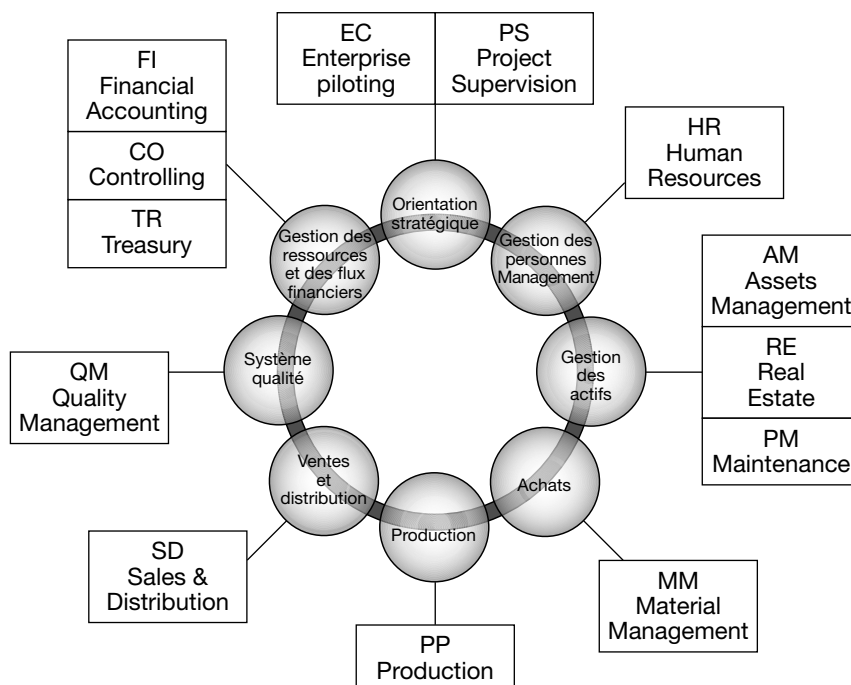 EC
Enterprise
piloting
PS
Project
Supervision
FI
Financial
Accounting
CO
Controlling
TR
Treasury
HR
Human
Resources
Orientation
stratégique
Gestion des
ressources
et des flux
financiers
Gestion des
personnes
Management
AM
Assets
Management
RE
Real
Estate
PM
Maintenance
Système
qualité
Gestion
des
actifs
QM
Quality
Management
Ventes
et
distribution
Achats
Production
SD
Sales &
Distribution
MM
Material
Management
PP
Production